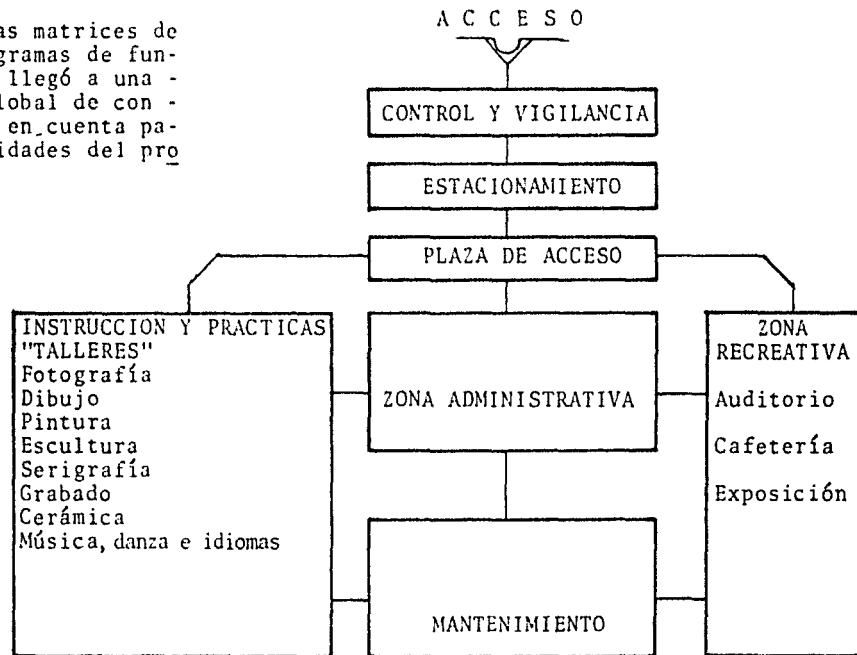 as matrices de
gramas de fun-
llegó a una -
lobal de con -
en cuenta pa-
idades del pro
A C C E S O
CONTROL Y VIGILANCIA
ESTACIONAMIENTO
PLAZA DE ACCESO
INSTRUCCION Y PRACTICAS
"TALLERES"
Fotografía
Dibujo
Pintura
Escultura
Serigrafía
Grabado
Cerámica
Música, danza e idiomas
ZONA ADMINISTRATIVA
MANTENIMIENTO
ZONA
RECREATIVA
Auditorio
Cafetería
Exposición